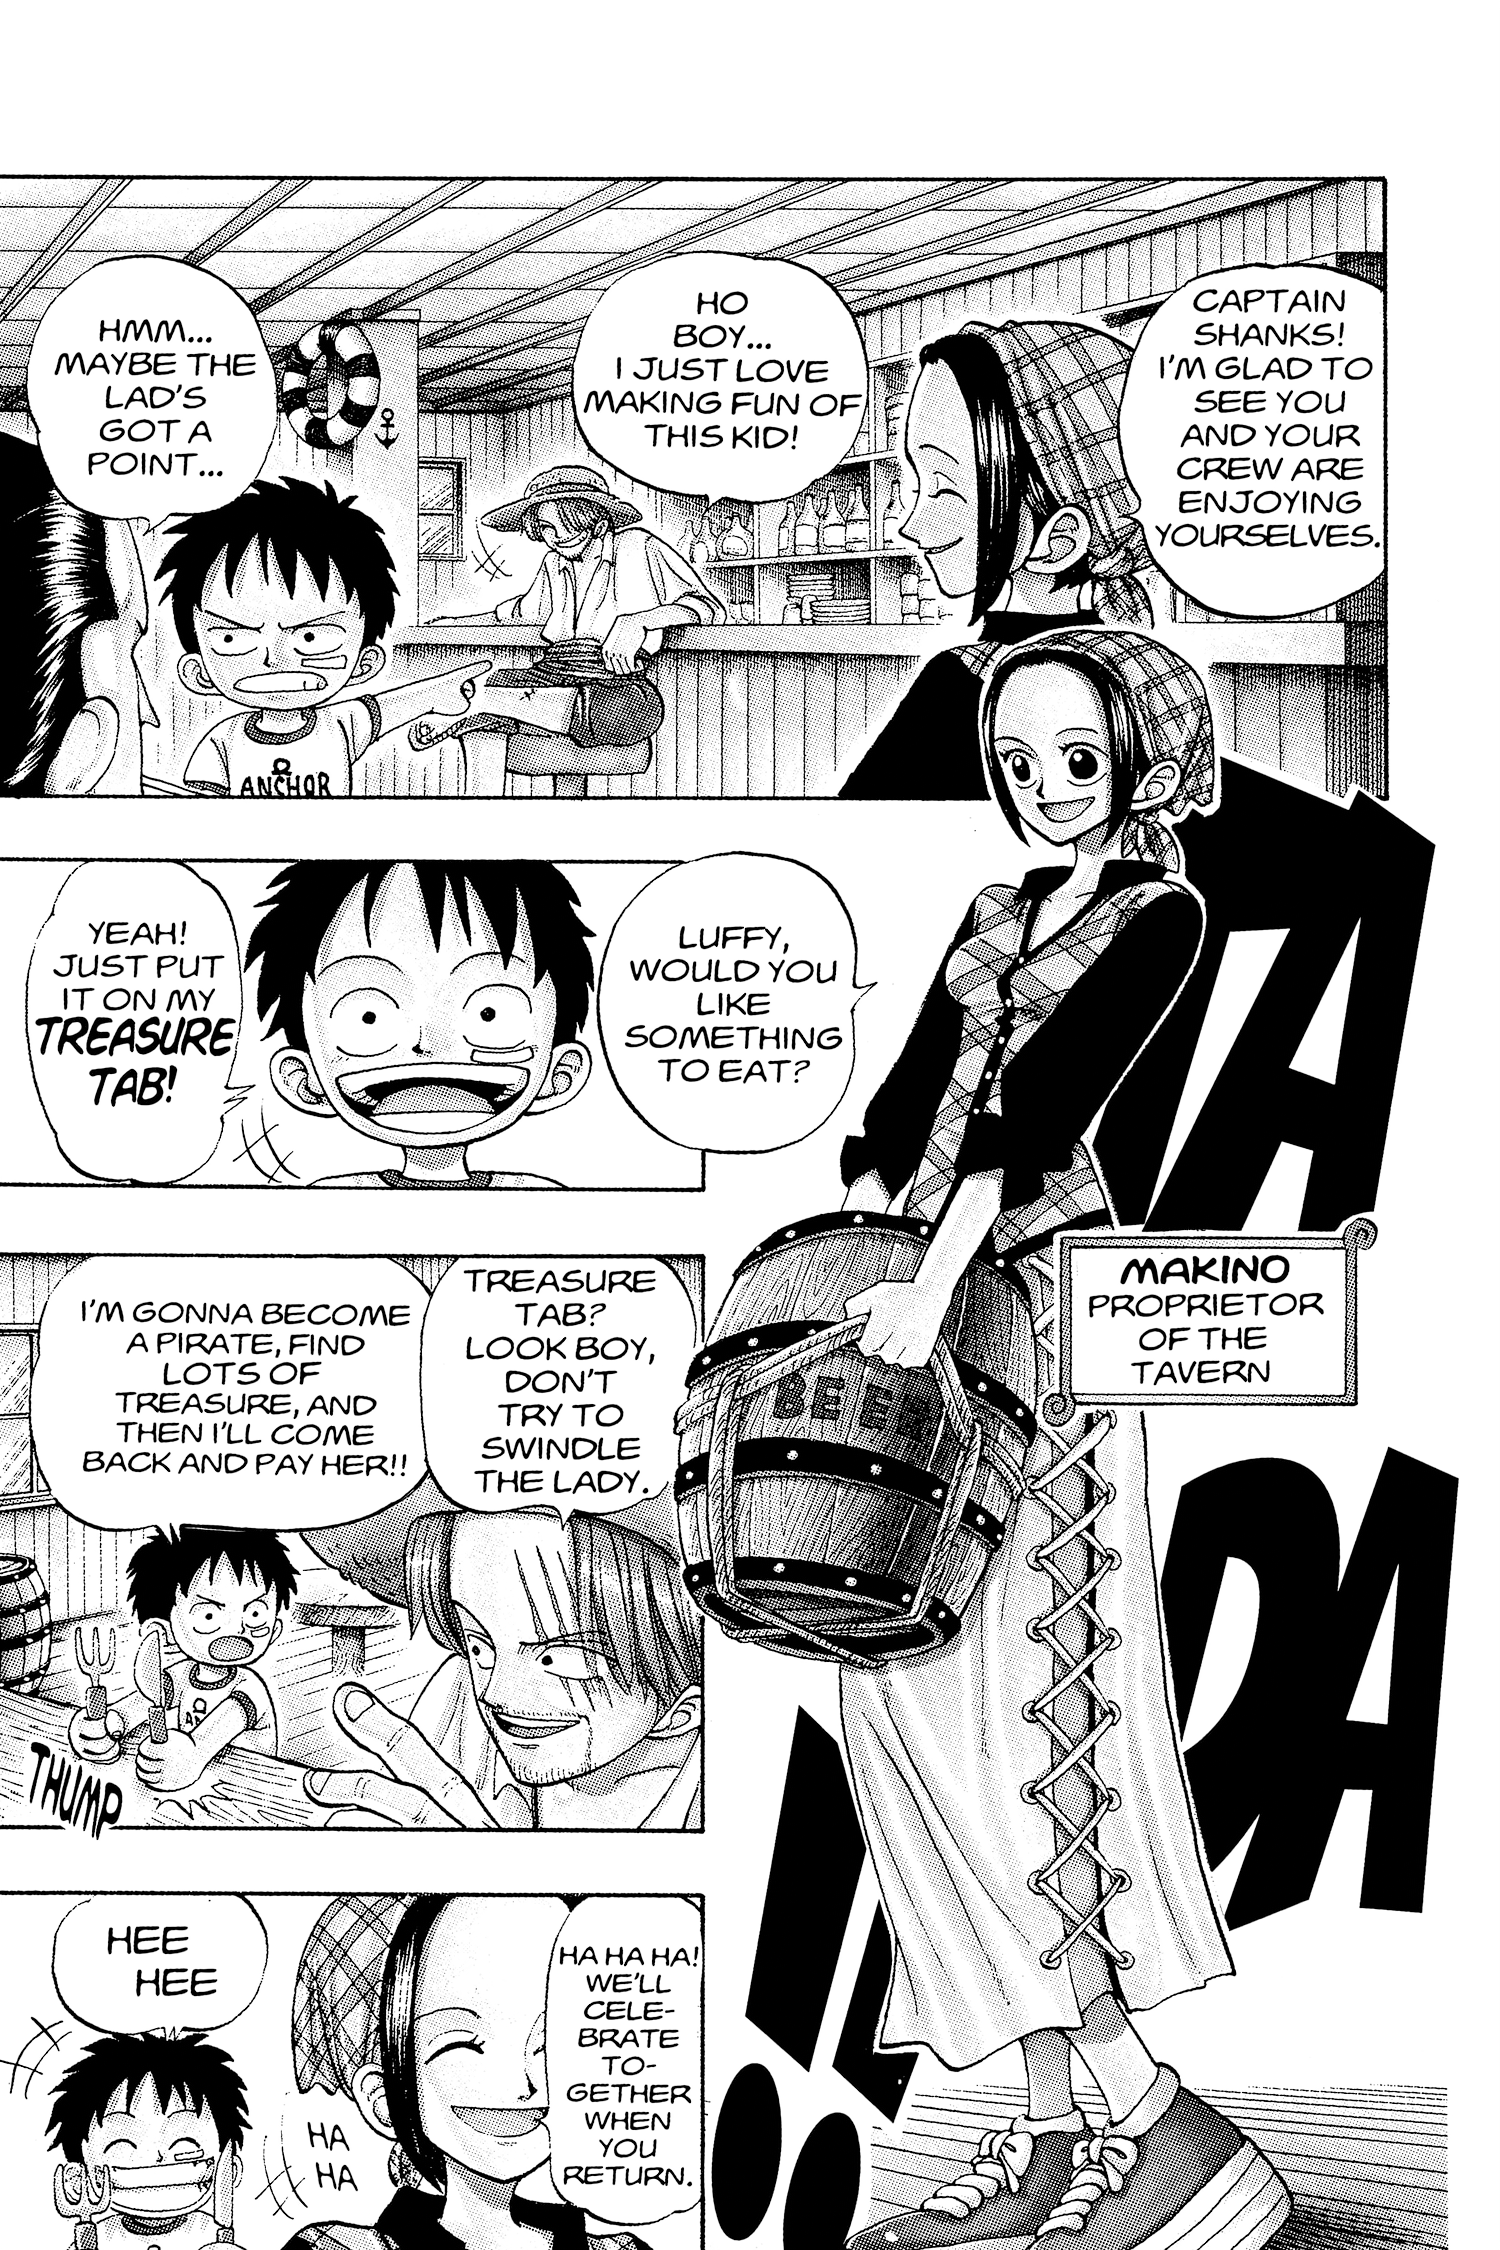 CAPTAIN
SHANKS!
I'M GLAD TO
SEE YOU
AND YOUR
CREW ARE
ENJOYING
YOURSELVES.
HO
BOY...
I JUST LOVE
MAKING FUN OF
THIS KID!
HMM...
MAYBE THE
LAD'S
GOT A
POINT...
ANCHOR
LUFFY,
WOULD YOU
LIKE
SOMETHING
TO EAT?
YEAH!
JUST PUT
IT ON MY
TREASURE
TAB!
TA
DA
!!
MAKINO
PROPRIETOR
OF THE
TAVERN
BEER
TREASURE
TAB?
LOOK BOY,
DON'T
TRY TO
SWINDLE
THE LADY.
I'M GONNA BECOME
A PIRATE, FIND
LOTS OF
TREASURE, AND
THEN I'LL COME
BACK AND PAY HER!!
THUMP
HA HA HA!
WE'LL
CELE-
BRATE
TO-
GETHER
WHEN
YOU
RETURN.
HA
HA
HEE
HEE